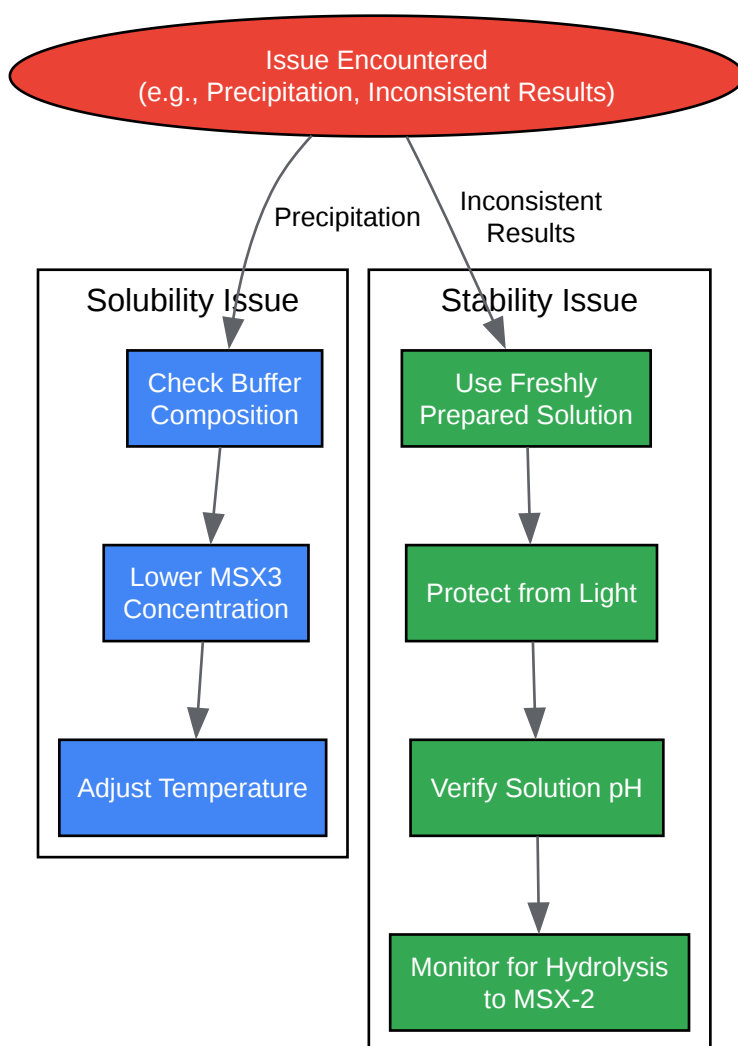 Issue Encountered
(e.g., Precipitation, Inconsistent Results)
Precipitation
Inconsistent
Results
Solubility Issue
Check Buffer
Composition
Lower MSX3
Concentration
Adjust Temperature
Stability Issue
Use Freshly
Prepared Solution
Protect from Light
Verify Solution pH
Monitor for Hydrolysis
to MSX-2